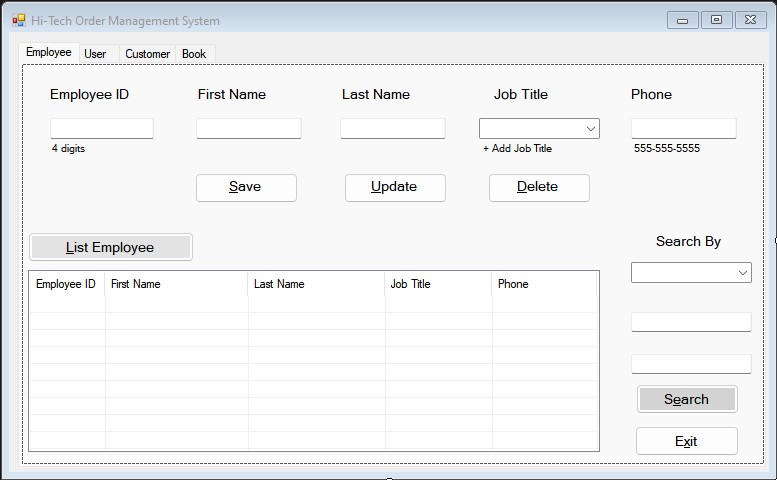 Hi-Tech Order Management System
Employee User Customer Book
Employee ID First Name Last Name Job Title Phone
4 digits + Add Job Title 555-555-5555
Save Update Delete
List Employee Search By
Employee ID First Name Last Name Job Title Phone
Search
Exit